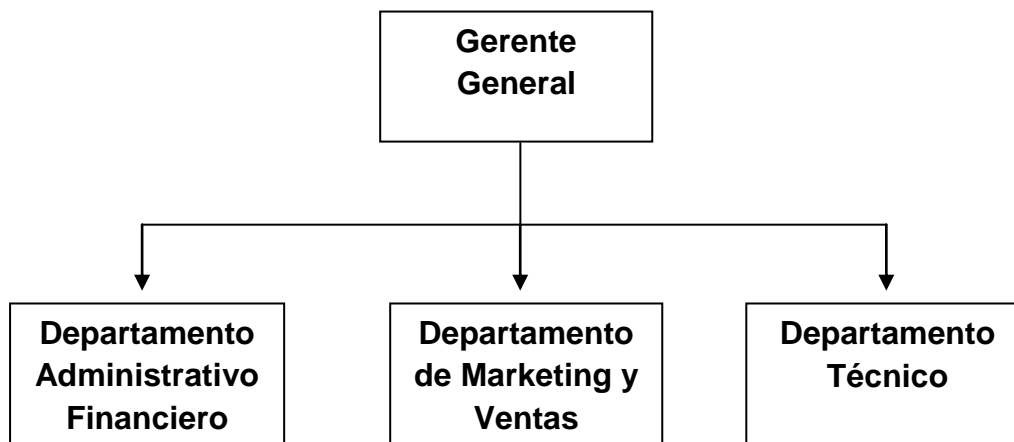 Gerente
General
Departamento
Administrativo
Financiero
Departamento
de Marketing y
Ventas
Departamento
Técnico